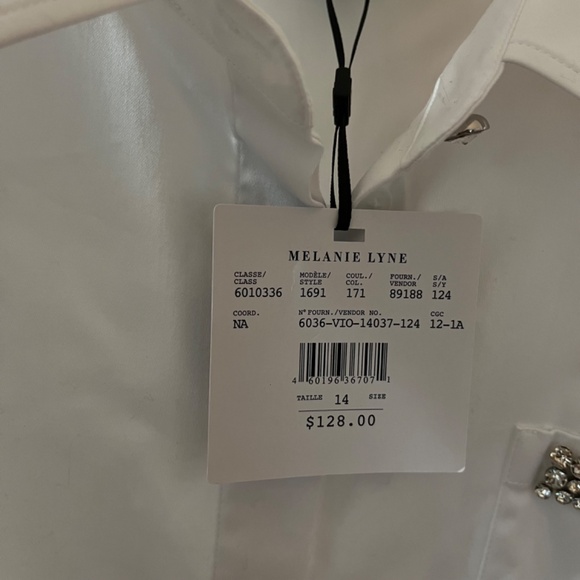 MELANIE LYNE
CLASSE/ MODÈLE/ COUL./ FOURN./ S/A
CLASS STYLE COL. VENDOR S/Y
6010336 1691 171 89188 124
COORD. N° FOURN./VENDOR NO. CGC
NA 6036-VIO-14037-124 12-1A
4 60196 36707 1
TAILLE 14 SIZE
$128.00